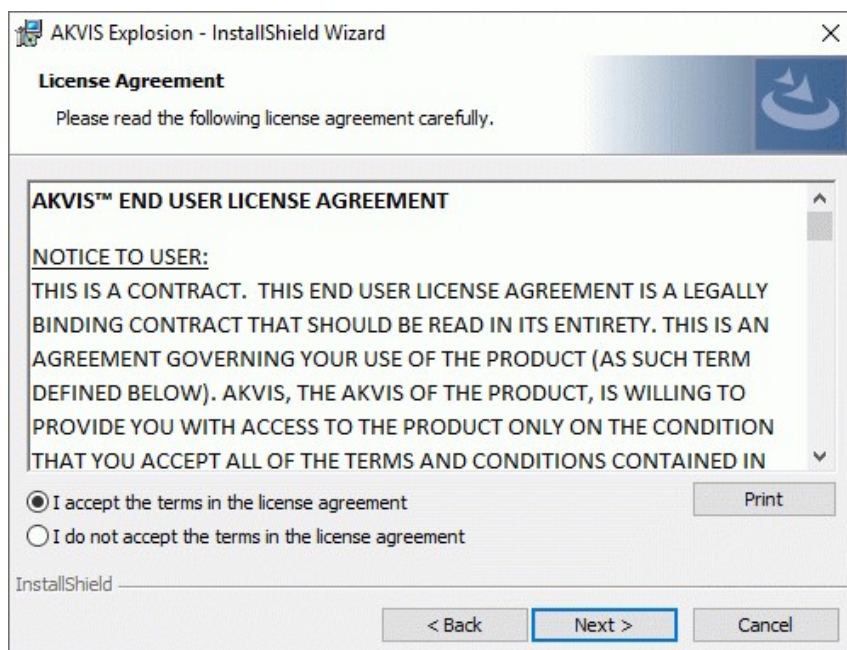 AKVIS Explosion - InstallShield Wizard
License Agreement
Please read the following license agreement carefully.
AKVIS™ END USER LICENSE AGREEMENT
NOTICE TO USER:
THIS IS A CONTRACT.  THIS END USER LICENSE AGREEMENT IS A LEGALLY
BINDING CONTRACT THAT SHOULD BE READ IN ITS ENTIRETY. THIS IS AN
AGREEMENT GOVERNING YOUR USE OF THE PRODUCT (AS SUCH TERM
DEFINED BELOW). AKVIS, THE AKVIS OF THE PRODUCT, IS WILLING TO
PROVIDE YOU WITH ACCESS TO THE PRODUCT ONLY ON THE CONDITION
THAT YOU ACCEPT ALL OF THE TERMS AND CONDITIONS CONTAINED IN
I accept the terms in the license agreement
Print
I do not accept the terms in the license agreement
InstallShield
< Back
Next >
Cancel